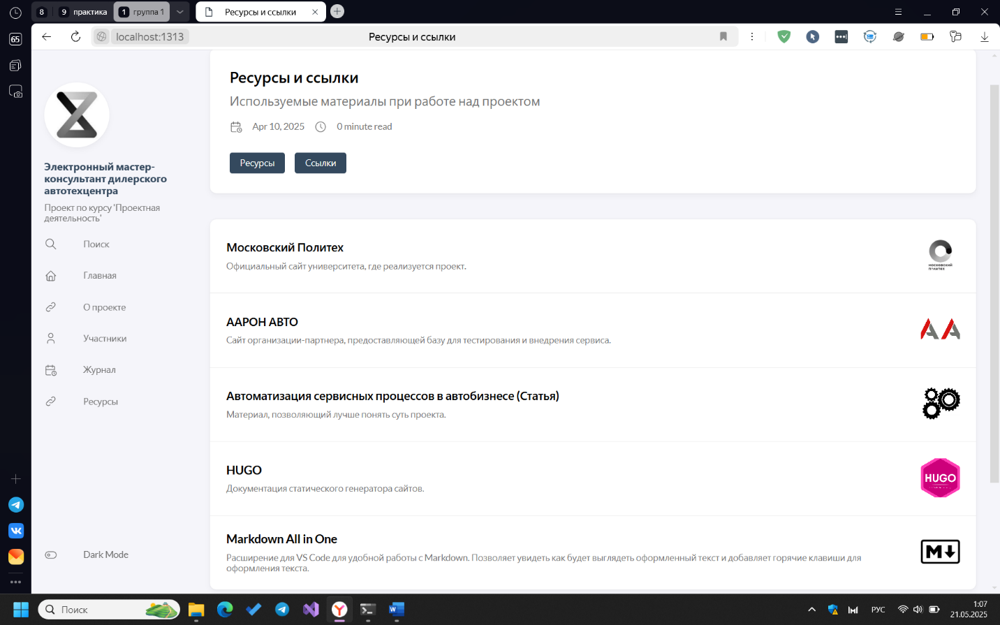 8
9 практика
1 группа 1
Ресурсы и ссылки
65
localhost:1313
Ресурсы и ссылки
Электронный мастер-
консультант дилерского
автотехцентра
Проект по курсу 'Проектная
деятельность'
Поиск
Главная
О проекте
Участники
Журнал
Ресурсы
Dark Mode
Ресурсы и ссылки
Используемые материалы при работе над проектом
Apr 10, 2025
0 minute read
Ресурсы
Ссылки
Московский Политех
Официальный сайт университета, где реализуется проект.
МОСКОВСКИЙ
ПОЛИТЕХ
ААРОН АВТО
Сайт организации-партнера, предоставляющей базу для тестирования и внедрения сервиса.
Автоматизация сервисных процессов в автобизнесе (Статья)
Материал, позволяющий лучше понять суть проекта.
HUGO
Документация статического генератора сайтов.
HUGO
Markdown All in One
Расширение для VS Code для удобной работы с Markdown. Позволяет увидеть как будет выглядеть оформленный текст и добавляет горячие клавиши для
оформления текста.
M
Поиск
РУС
1:07
21.05.2025